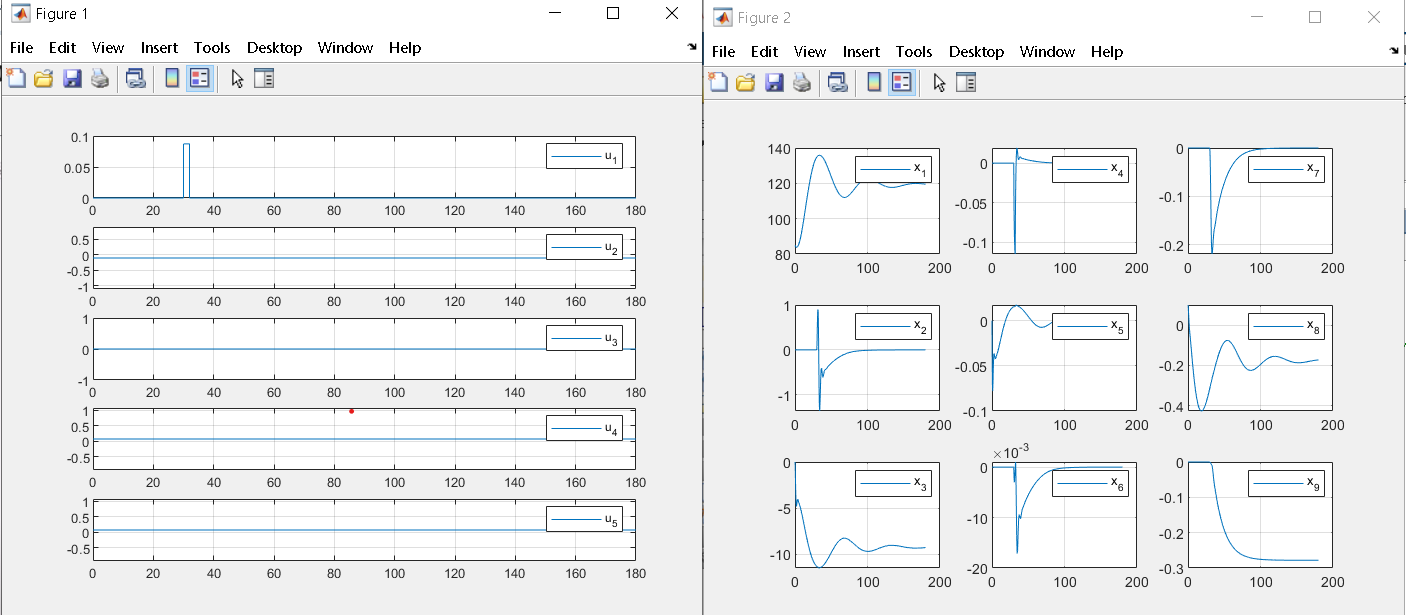 Figure 1
File Edit View Insert Tools Desktop Window Help
0.1
0.05
0
u1
0 20 40 60 80 100 120 140 160 180
0.5
0
-0.5
-1
u2
0 20 40 60 80 100 120 140 160 180
1
0
-1
u3
0 20 40 60 80 100 120 140 160 180
1
0.5
0
-0.5
u4
0 20 40 60 80 100 120 140 160 180
1
0.5
0
-0.5
u5
0 20 40 60 80 100 120 140 160 180
Figure 2
File Edit View Insert Tools Desktop Window Help
140
120
100
80
x1
0 100 200
0
-0.05
-0.1
x4
0 100 200
0
-0.1
-0.2
x7
0 100 200
1
0
-1
x2
0 100 200
0
-0.05
-0.1
x5
0 100 200
0
-0.2
-0.4
x8
0 100 200
0
-5
-10
x3
0 100 200
×10-3
0
-10
-20
x6
0 100 200
0
-0.1
-0.2
-0.3
x9
0 100 200